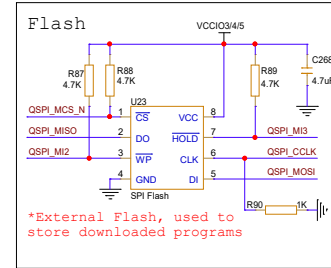 Flash
VCCIO3/4/5
R87
4.7K
R88
4.7K
R89
4.7K
C268
4.7uF
U23
QSPI_MCS_N
1
CS
VCC
8
QSPI_MISO
2
DO
HOLD
7
QSPI_MI3
QSPI_MI2
3
WP
CLK
6
QSPI_CCLK
4
GND
DI
5
QSPI_MOSI
SPI Flash
R90
1K
*External Flash, used to
store downloaded programs